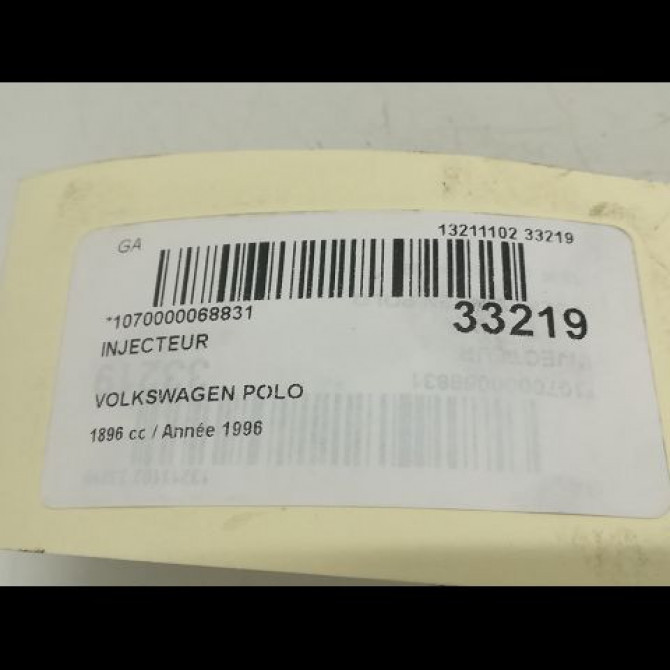 GA
13211102 33219
*1070000068831
33219
INJECTEUR
VOLKSWAGEN POLO
1896 cc / Année 1996